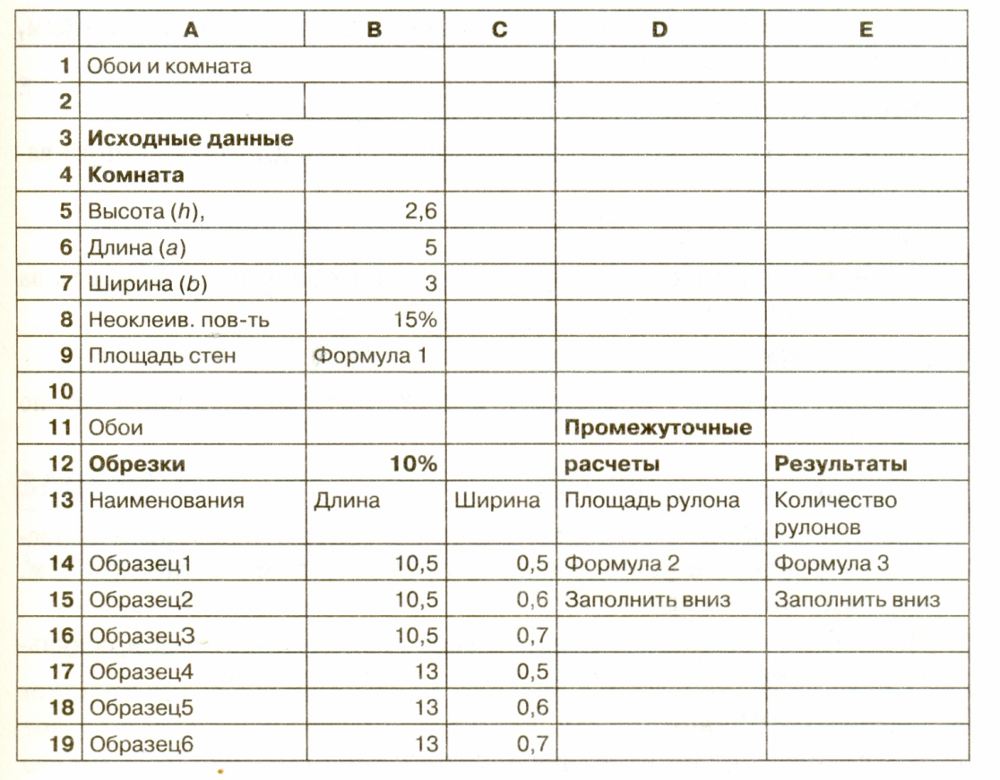 A B C D E
1 Обои и комната
2
3 Исходные данные
4 Комната
5 Высота (h), 2,6
6 Длина (a) 5
7 Ширина (b) 3
8 Неоклеив. пов-ть 15%
9 Площадь стен Формула 1
10
11 Обои Промежуточные
12 Обрезки 10% расчеты Результаты
13 Наименования Длина Ширина Площадь рулона Количество
рулонов
14 Образец1 10,5 0,5 Формула 2 Формула 3
15 Образец2 10,5 0,6 Заполнить вниз Заполнить вниз
16 Образец3 10,5 0,7
17 Образец4 13 0,5
18 Образец5 13 0,6
19 Образец6 13 0,7